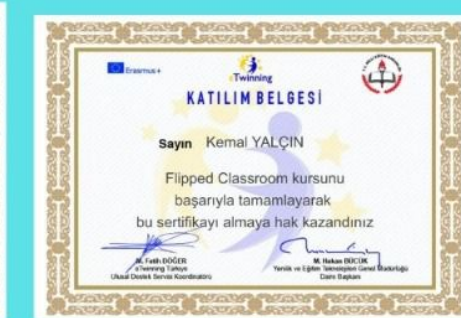 Erasmus+
eTwinning
KATILIM BELGESİ
Sayın Kemal YALÇIN
Flipped Classroom kursunu
başarıyla tamamlayarak
bu sertifikayı almaya hak kazandınız
M. Fatih DÖĞER
eTwinning Türkiye
Ulusal Destek Servisi Koordinatörü
M. Hakan BÜCÜK
Yenilik ve Eğitim Teknolojileri Genel Müdürlüğü
Daire Başkanı